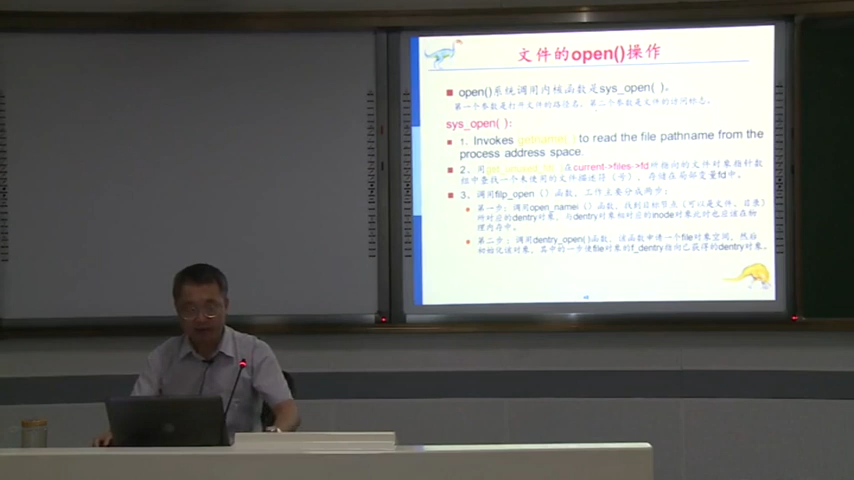 文件的open()操作
open()系统调用内核函数是sys_open( )。
第一个参数是打开文件的路径名，第二个参数是文件的访问标志。
sys_open( ):
1. Invokes getname( ) to read the file pathname from the
process address space.
2、用get_unused_fd( 在current->files->fd所指向的文件对象指针数
组中查找一个未使用的文件描述符（号），存储在局部变量fd中。
3、调用filp_open（）函数，工作主要分成两步：
第一步：调用open_namei（）函数，找到目标节点（可以是文件、目录）
所对应的dentry对象，与dentry对象相对应的inode对象此时也应该在物
理内存中。
第二步：调用dentry_open()函数，该函数申请一个file对象空间，然后
初始化该对象，其中的一步使file对象的f_dentry指向已获得的dentry对象。